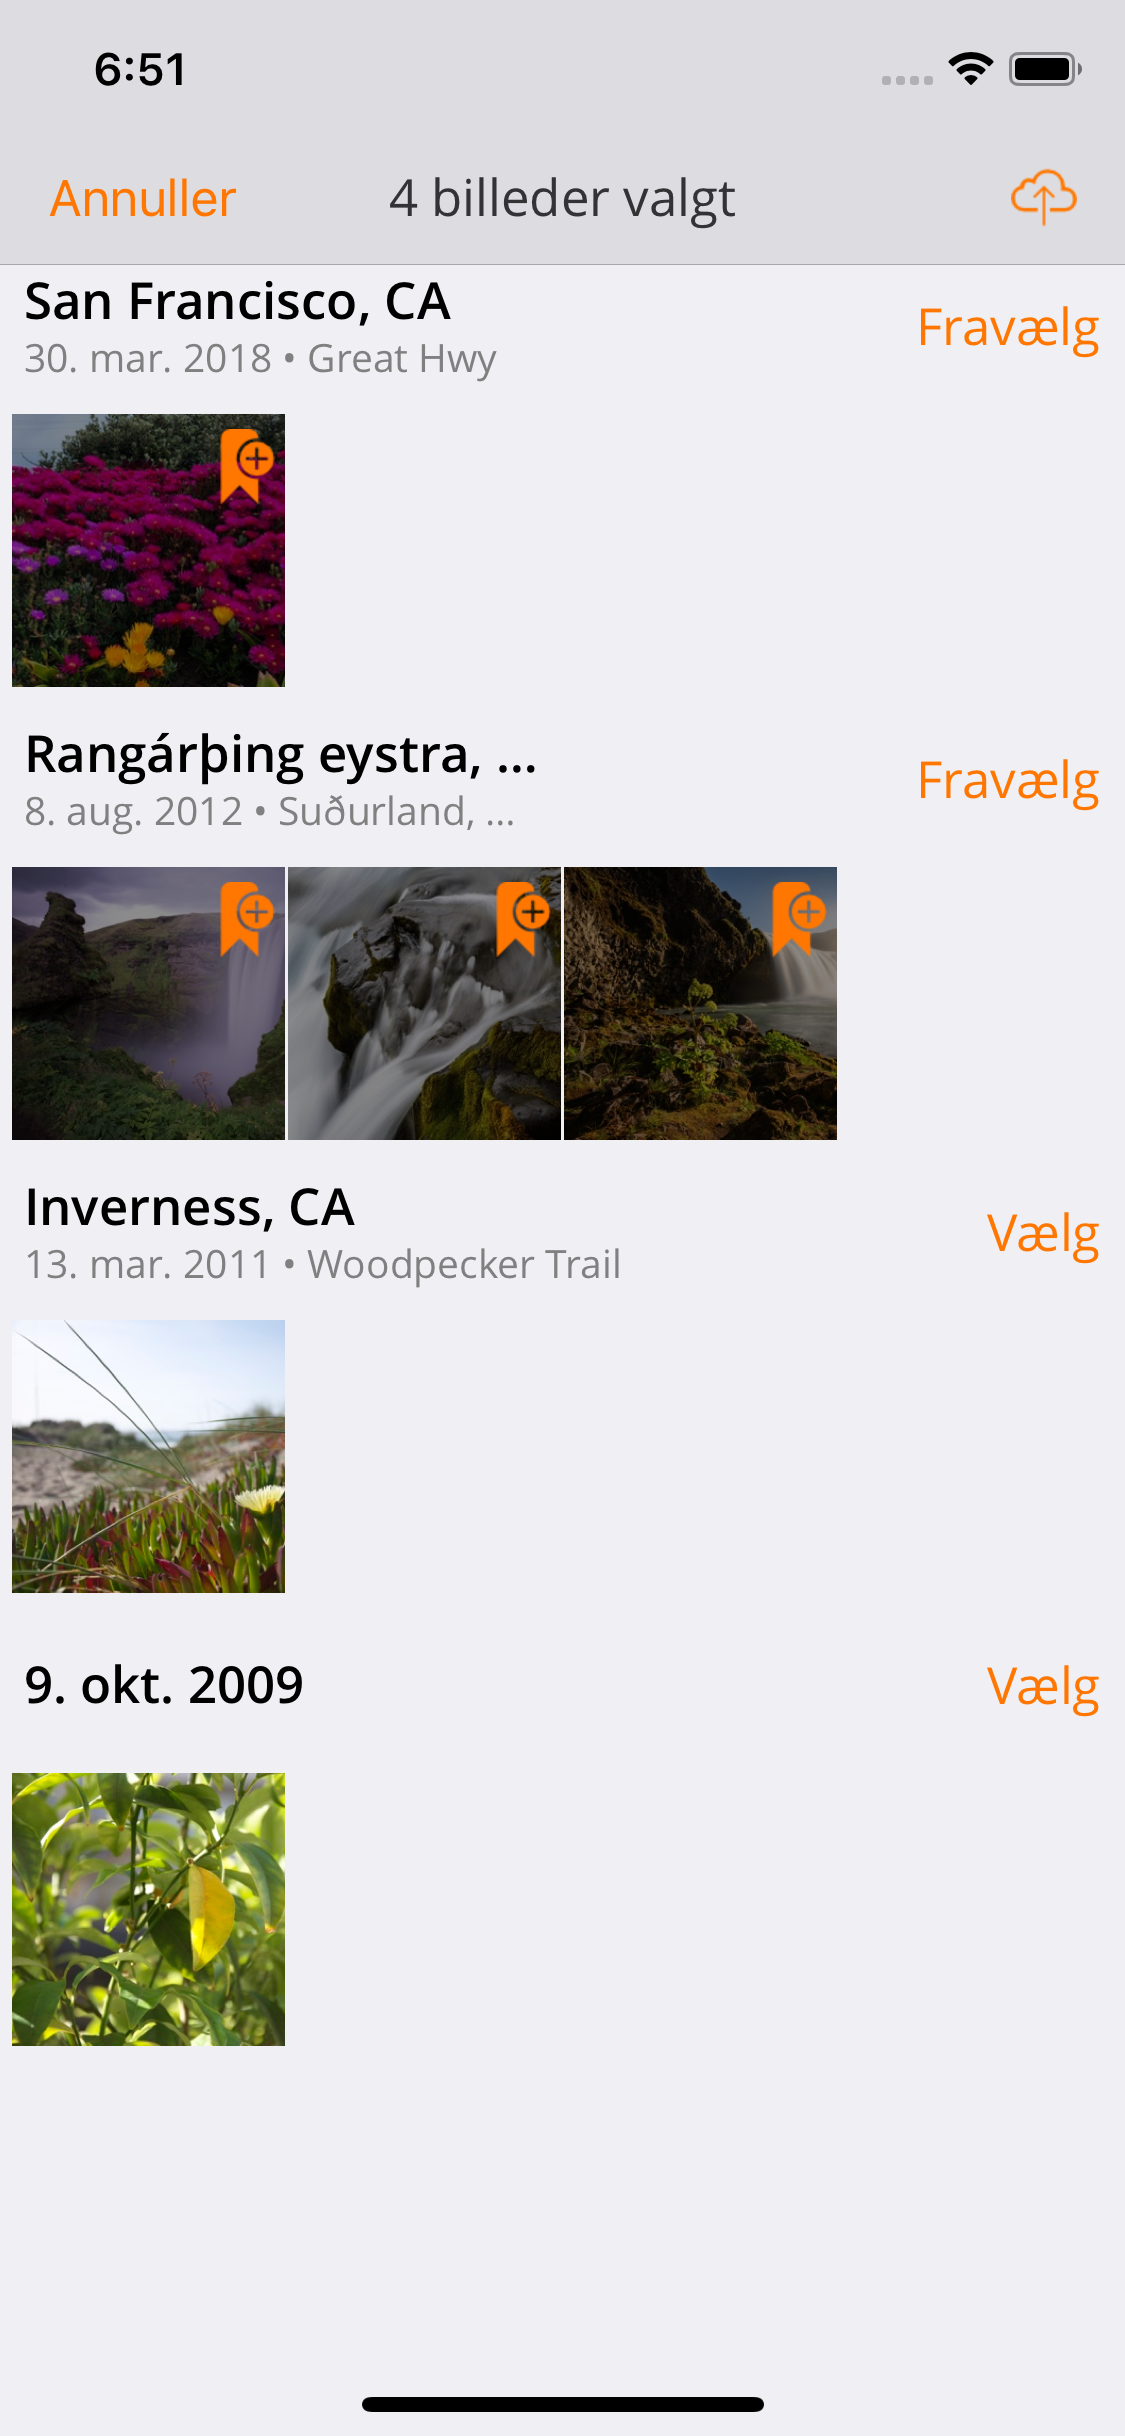 6:51
Annuller
4 billeder valgt
San Francisco, CA
30. mar. 2018 • Great Hwy
Fravælg
Rangárþing eystra, ...
8. aug. 2012 • Suðurland, ...
Fravælg
Inverness, CA
13. mar. 2011 • Woodpecker Trail
Vælg
9. okt. 2009
Vælg